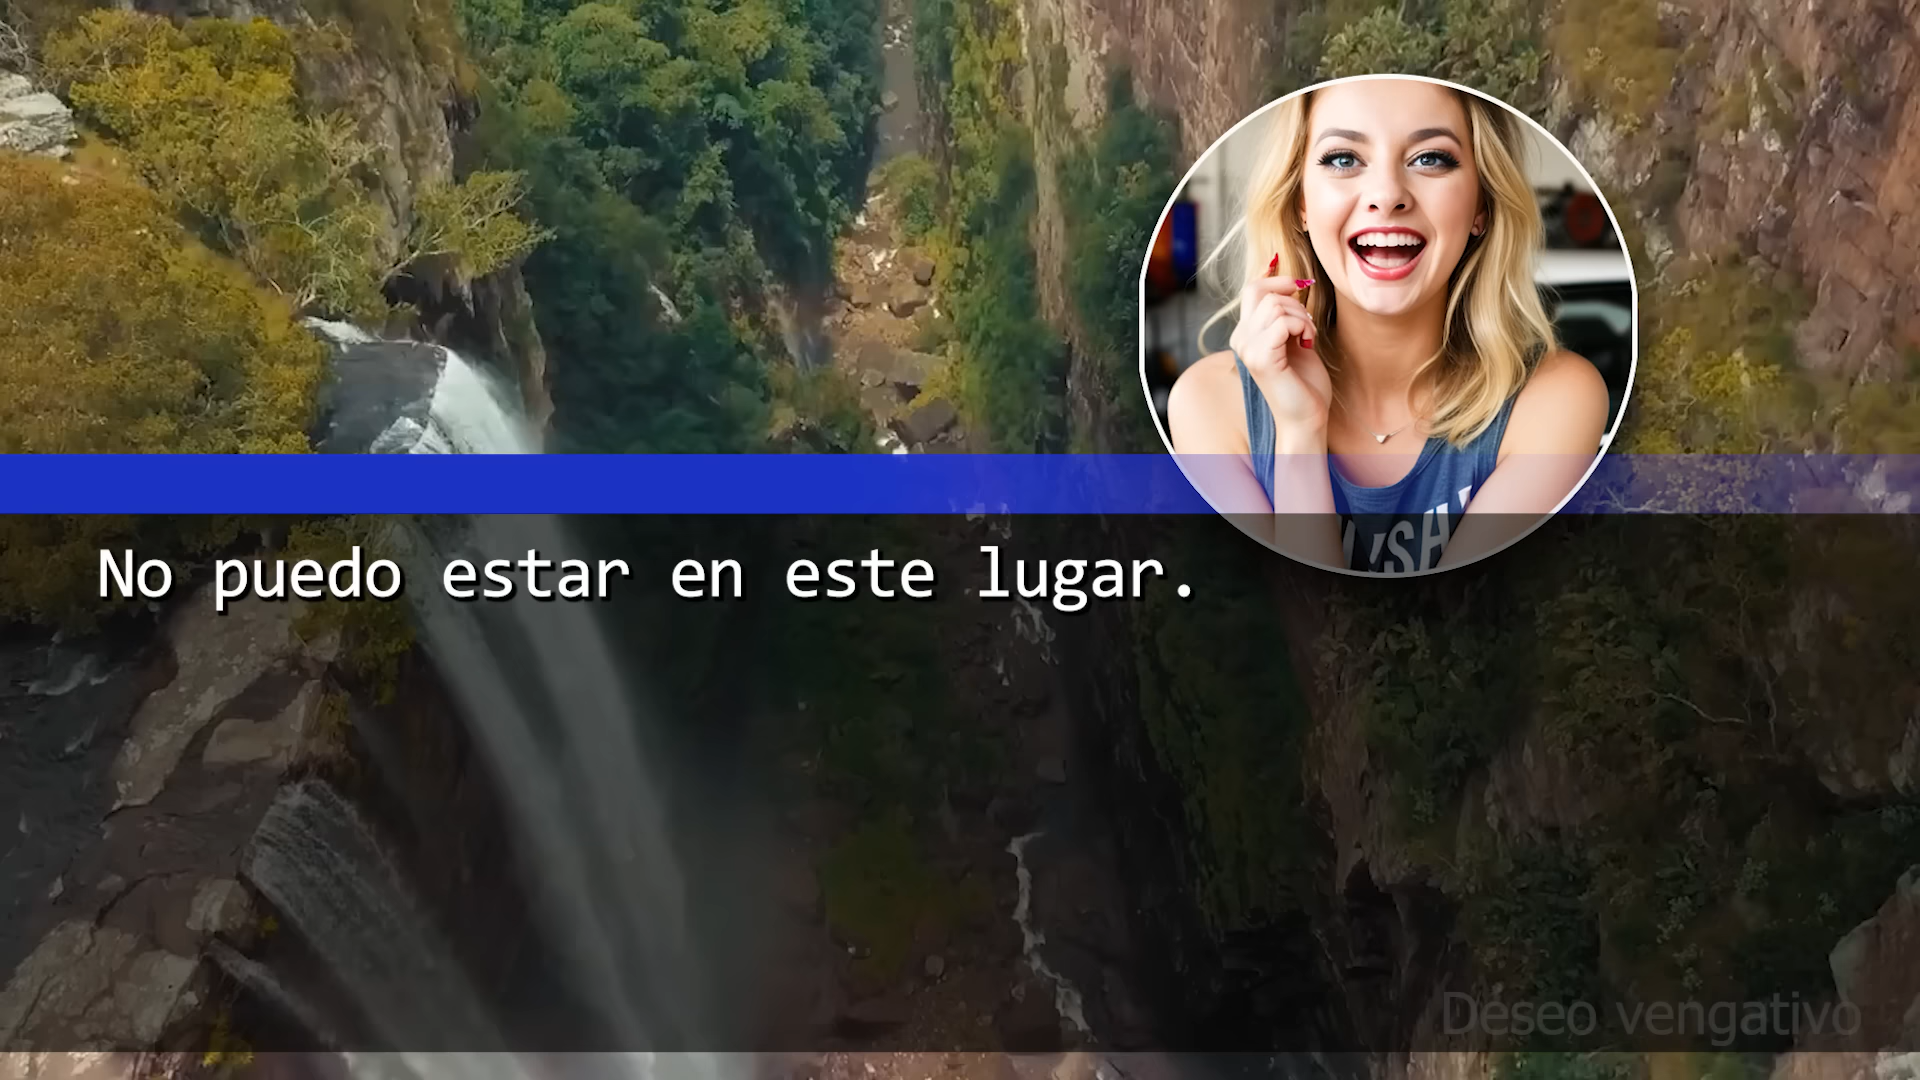 No puedo estar en este lugar.
Deseo vengativo